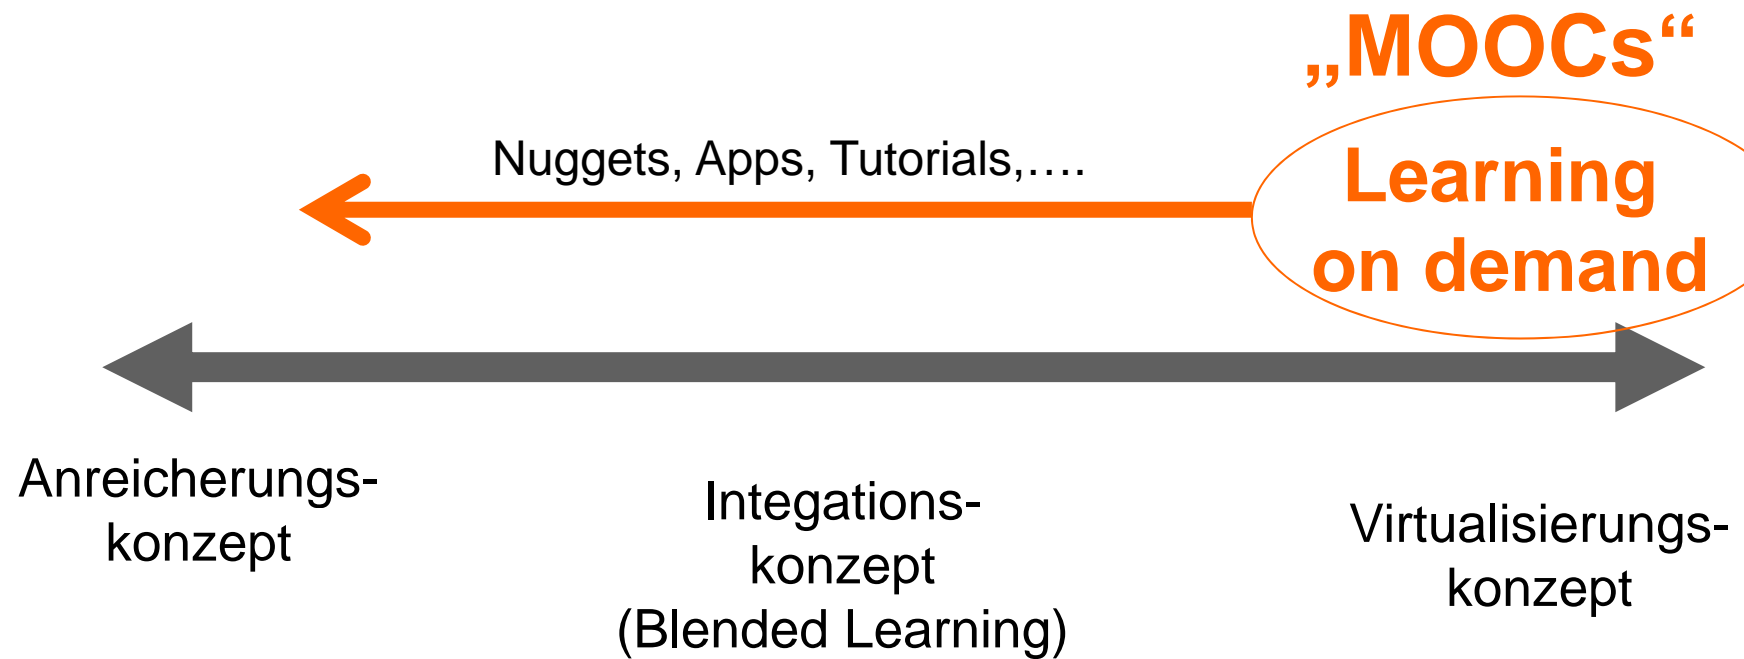 „MOOCs“
Nuggets, Apps, Tutorials,….
Learning
on demand
Anreicherungs-
konzept
Integations-
konzept
(Blended Learning)
Virtualisierungs-
konzept